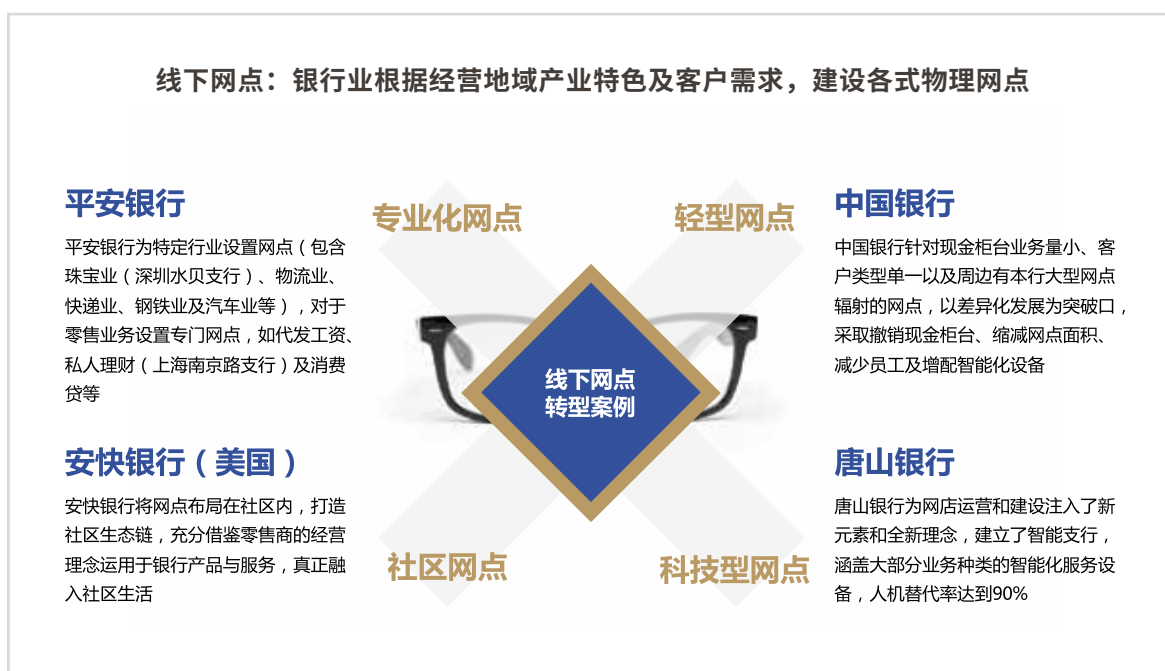 线下网点：银行业根据经营地域产业特色及客户需求，建设各式物理网点
平安银行
平安银行为特定行业设置网点（包含
珠宝业（深圳水贝支行）、物流业、
快递业、钢铁业及汽车业等），对于
零售业务设置专门网点，如代发工资、
私人理财（上海南京路支行）及消费
贷等
专业化网点
轻型网点
中国银行
中国银行针对现金柜台业务量小、客
户类型单一以及周边有本行大型网点
辐射的网点，以差异化发展为突破口，
采取撤销现金柜台、缩减网点面积、
减少员工及增配智能化设备
线下网点
转型案例
安快银行（美国）
安快银行将网点布局在社区内，打造
社区生态链，充分借鉴零售商的经营
理念运用于银行产品与服务，真正融
入社区生活
社区网点
科技型网点
唐山银行
唐山银行为网店运营和建设注入了新
元素和全新理念，建立了智能支行，
涵盖大部分业务种类的智能化服务设
备，人机替代率达到90%